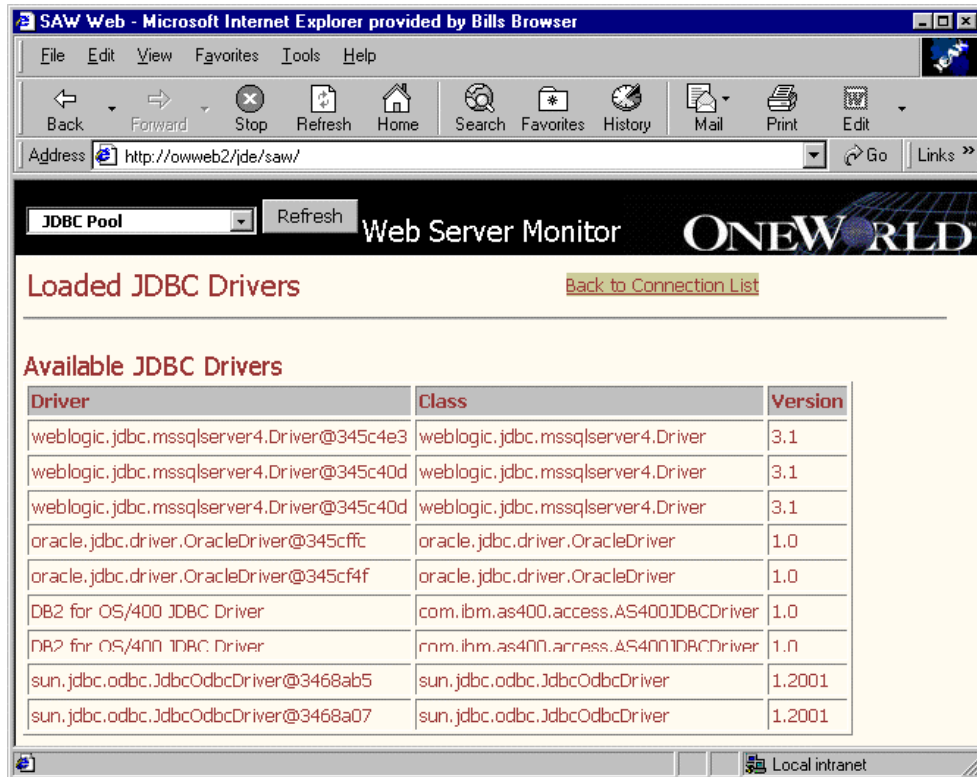 SAW Web - Microsoft Internet Explorer provided by Bills Browser
File Edit View Favorites Tools Help
Back Forward Stop Refresh Home Search Favorites History Mail Print Edit
Address http://owweb2/jde/saw/ Go Links »
JDBC Pool Refresh Web Server Monitor ONEWORLD
Loaded JDBC Drivers Back to Connection List
Available JDBC Drivers
Driver Class Version
weblogic.jdbc.mssqlserver4.Driver@345c4e3 weblogic.jdbc.mssqlserver4.Driver 3.1
weblogic.jdbc.mssqlserver4.Driver@345c40d weblogic.jdbc.mssqlserver4.Driver 3.1
weblogic.jdbc.mssqlserver4.Driver@345c40d weblogic.jdbc.mssqlserver4.Driver 3.1
oracle.jdbc.driver.OracleDriver@345cffc oracle.jdbc.driver.OracleDriver 1.0
oracle.jdbc.driver.OracleDriver@345cf4f oracle.jdbc.driver.OracleDriver 1.0
DB2 for OS/400 JDBC Driver com.ibm.as400.access.AS400JDBCDriver 1.0
DB2 for OS/400 JDBC Driver com.ibm.as400.access.AS400JDBCDriver 1.0
sun.jdbc.odbc.JdbcOdbcDriver@3468ab5 sun.jdbc.odbc.JdbcOdbcDriver 1.2001
sun.jdbc.odbc.JdbcOdbcDriver@3468a07 sun.jdbc.odbc.JdbcOdbcDriver 1.2001
Local intranet